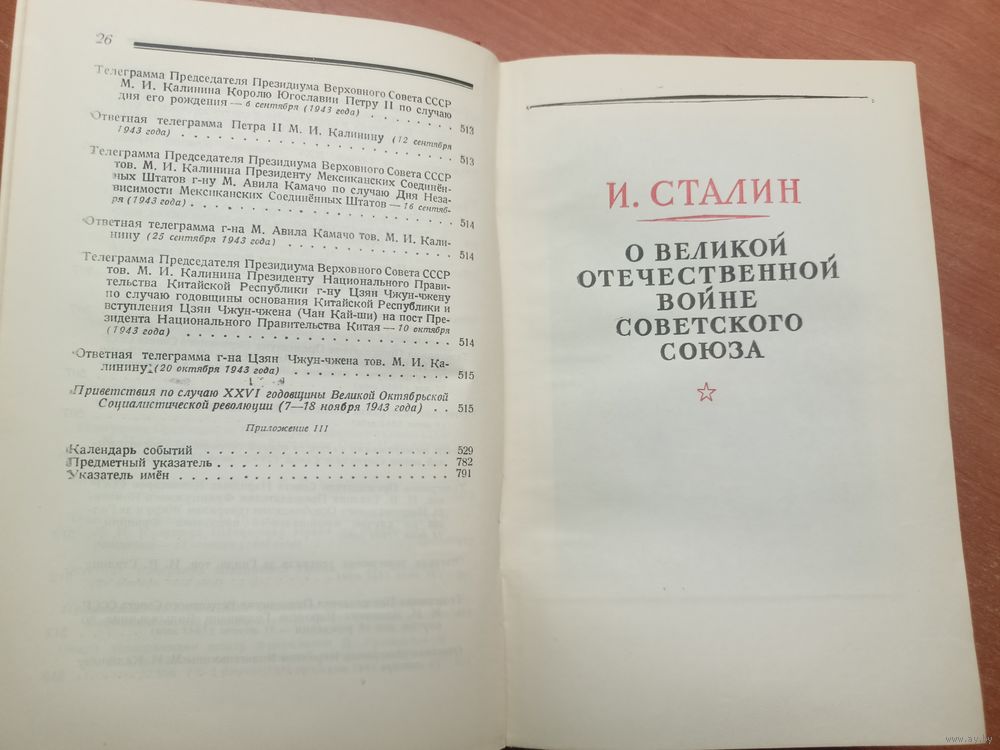 26
Телеграмма Председателя Президиума Верховного Совета СССР
М. И. Калинина Королю Югославии Петру II по случаю
дня его рождения — 6 сентября (1943 года) . . . . . . . 513
Ответная телеграмма Петра II М. И. Калинину (12 сентября
1943 года) . . . . . . . . . . . . . . . . . . 513
Телеграмма Председателя Президиума Верховного Совета СССР
тов. М. И. Калинина Президенту Мексиканских Соединён-
ных Штатов г-ну М. Авила Камачо по случаю Дня Неза-
висимости Мексиканских Соединённых Штатов — 16 сентяб-
ря (1943 года) . . . . . . . . . . . . . . . . . 514
Ответная телеграмма г-на М. Авила Камачо тов. М. И. Кали-
нину (25 сентября 1943 года) . . . . . . . . . . . . 514
Телеграмма Председателя Президиума Верховного Совета СССР
тов. М. И. Калинина Президенту Национального Прави-
тельства Китайской Республики г-ну Цзян Чжун-чжену
по случаю годовщины основания Китайской Республики и
вступления Цзян Чжун-чжена (Чан Кай-ши) на пост Пре-
зидента Национального Правительства Китая — 10 октября
(1943 года) . . . . . . . . . . . . . . . . . . 514
Ответная телеграмма г-на Цзян Чжун-чжена тов. М. И. Ка-
линину (20 октября 1943 года) . . . . . . . . . . . . 515
Приветствия по случаю XXVI годовщины Великой Октябрьской
Социалистической революции (7—18 ноября 1943 года) . . 515
Приложение III
Календарь событий . . . . . . . . . . . . . . . . . 529
Предметный указатель . . . . . . . . . . . . . . . . 782
Указатель имён . . . . . . . . . . . . . . . . . . . 791
И. СТАЛИН
О ВЕЛИКОЙ
ОТЕЧЕСТВЕННОЙ
ВОЙНЕ
СОВЕТСКОГО
СОЮЗА
www.ay.by